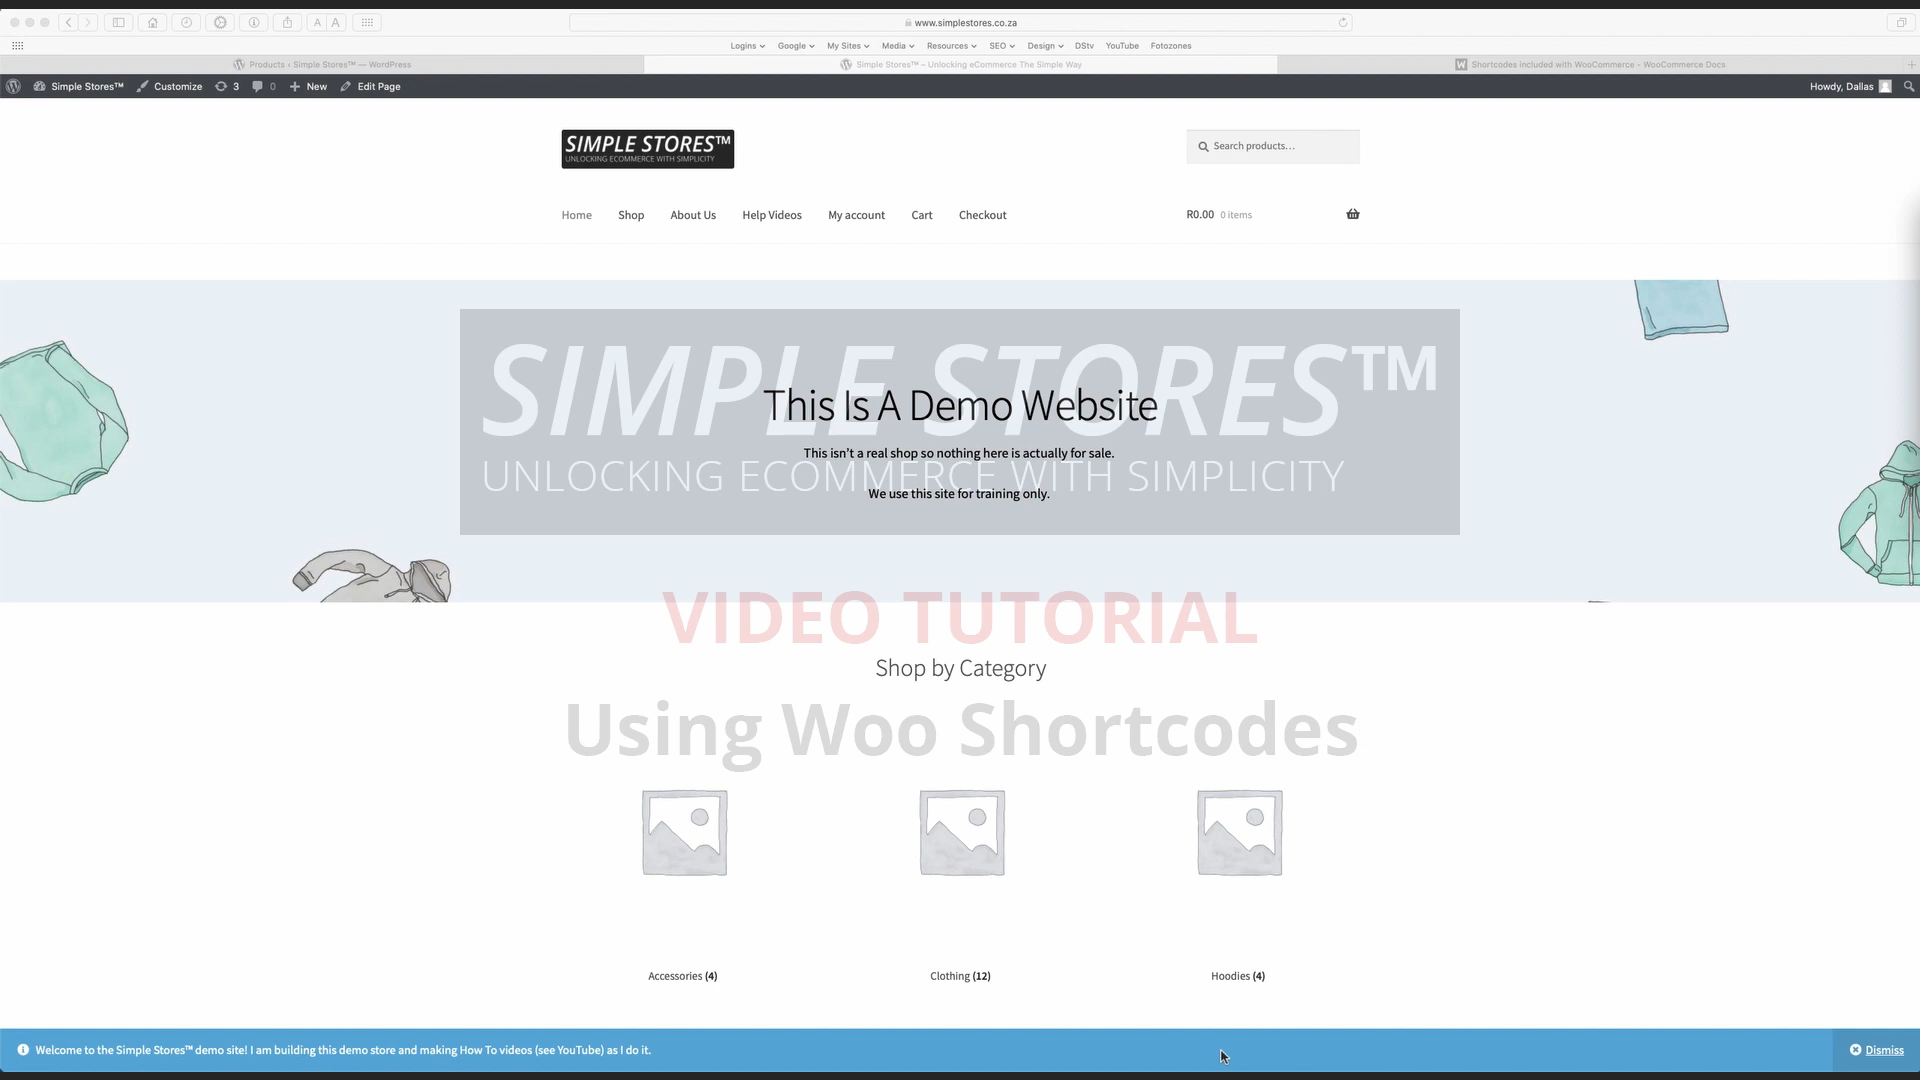 www.simplestores.co.za
Logins Google My Sites Media Resources SEO Design DStv YouTube Fotozones
Products ‹ Simple Stores™ — WordPress
Simple Stores™ – Unlocking eCommerce The Simple Way
Shortcodes included with WooCommerce - WooCommerce Docs
Simple Stores™ Customize 3 0 New Edit Page
Howdy, Dallas
SIMPLE STORES™
UNLOCKING ECOMMERCE WITH SIMPLICITY
Search products…
Home Shop About Us Help Videos My account Cart Checkout
R0.00 0 items
SIMPLE STORES™
This Is A Demo Website
This isn't a real shop so nothing here is actually for sale.
UNLOCKING ECOMMERCE WITH SIMPLICITY
We use this site for training only.
VIDEO TUTORIAL
Shop by Category
Using Woo Shortcodes
Accessories (4)
Clothing (12)
Hoodies (4)
Welcome to the Simple Stores™ demo site! I am building this demo store and making How To videos (see YouTube) as I do it.
Dismiss